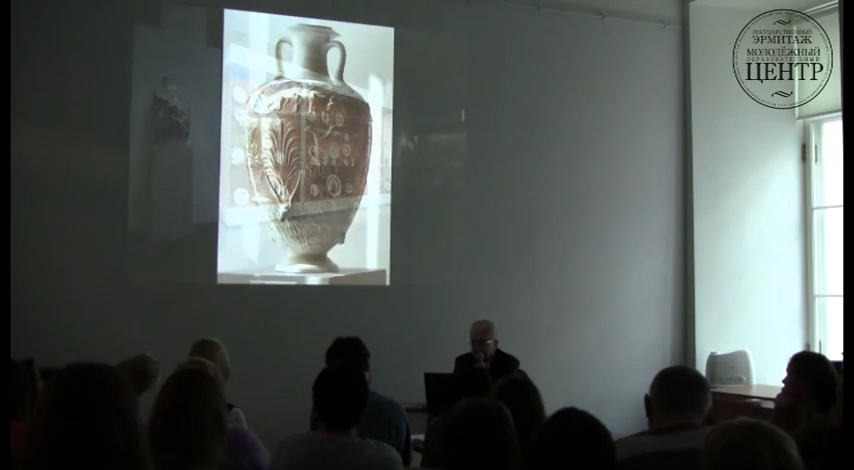 ГОСУДАРСТВЕННЫЙ
ЭРМИТАЖ
МОЛОДЁЖНЫЙ
ОБРАЗОВАТЕЛЬНЫЙ
ЦЕНТР